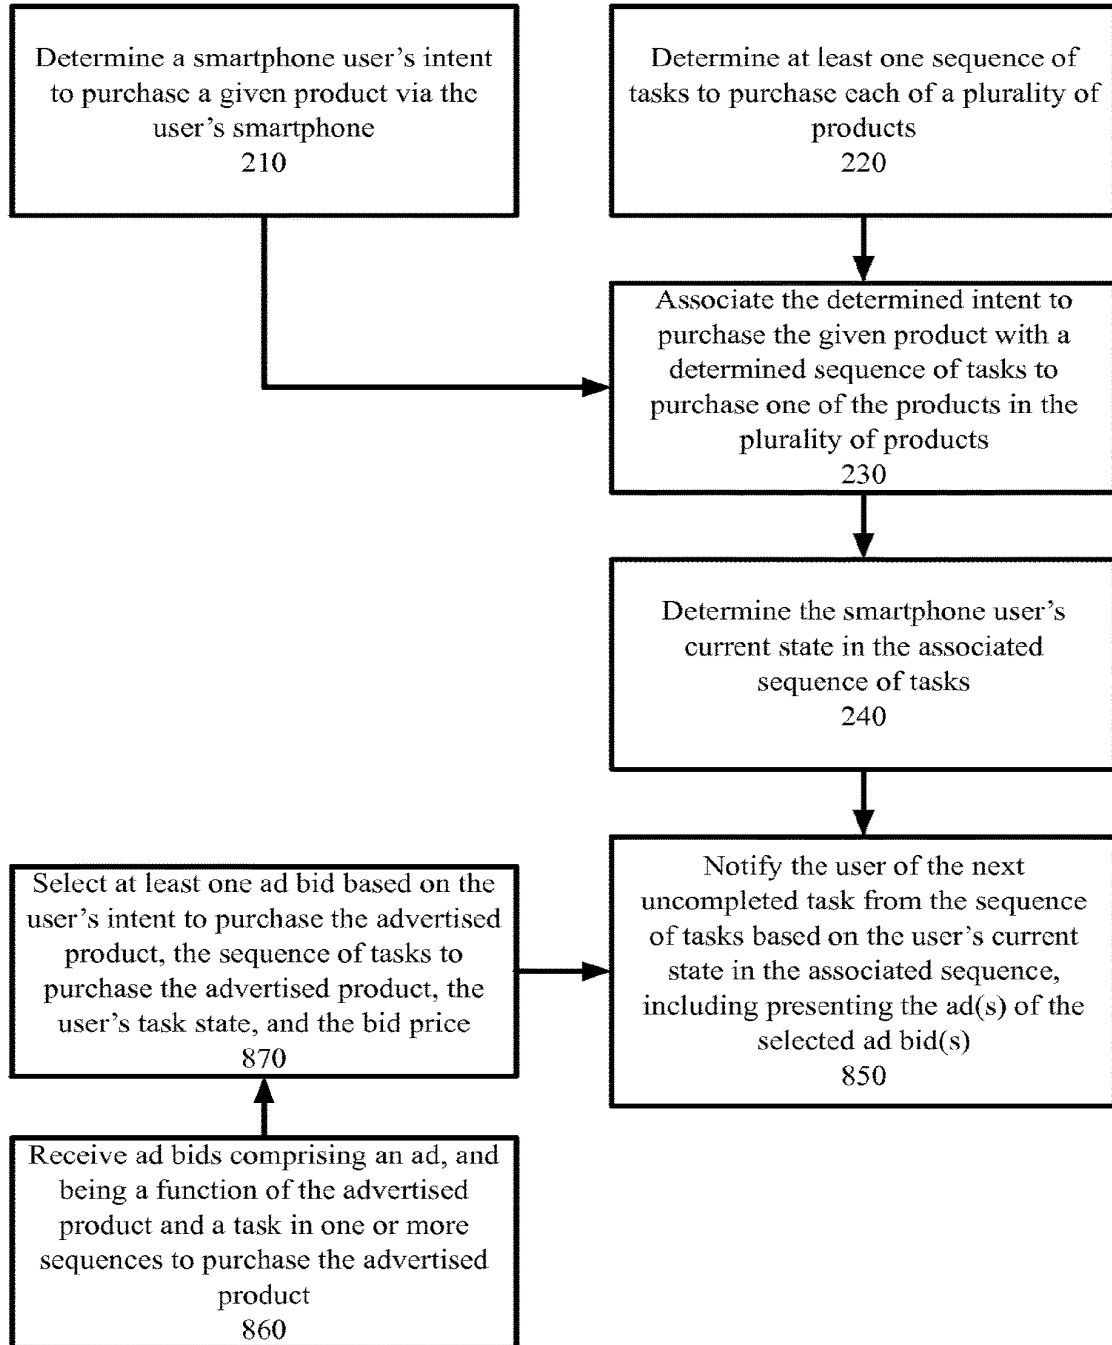 Determine a smartphone user's intent
to purchase a given product via the
user's smartphone
210
Determine at least one sequence of
tasks to purchase each of a plurality of
products
220
Associate the determined intent to
purchase the given product with a
determined sequence of tasks to
purchase one of the products in the
plurality of products
230
Determine the smartphone user's
current state in the associated
sequence of tasks
240
Select at least one ad bid based on the
user's intent to purchase the advertised
product, the sequence of tasks to
purchase the advertised product, the
user's task state, and the bid price
870
Notify the user of the next
uncompleted task from the sequence
of tasks based on the user's current
state in the associated sequence,
including presenting the ad(s) of the
selected ad bid(s)
850
Receive ad bids comprising an ad, and
being a function of the advertised
product and a task in one or more
sequences to purchase the advertised
product
860